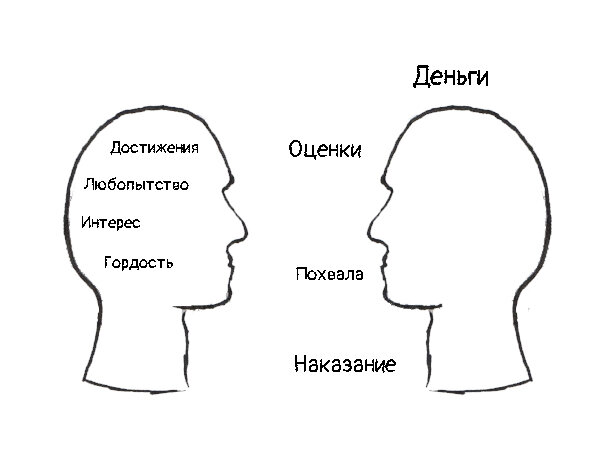 Деньги
Достижения
Оценки
Любопытство
Интерес
Гордость
Похвала
Наказание